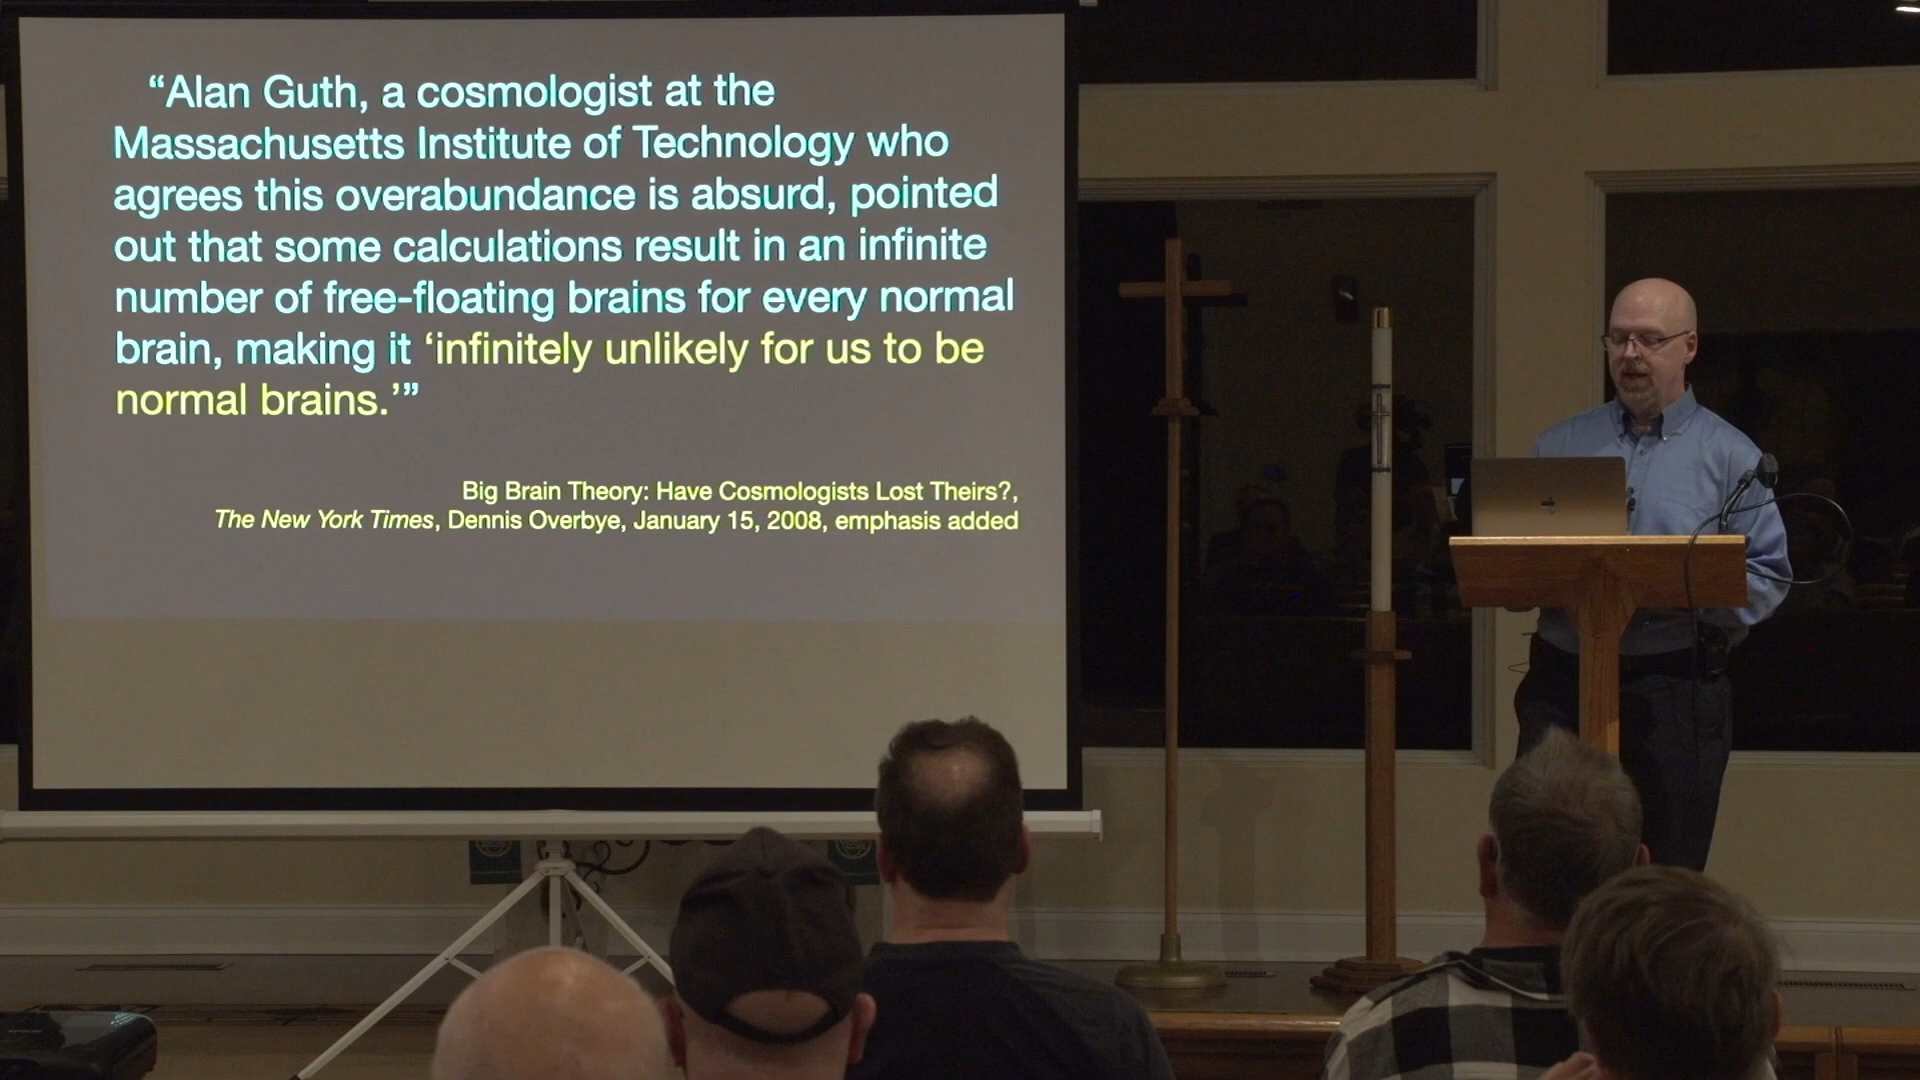 “Alan Guth, a cosmologist at the
Massachusetts Institute of Technology who
agrees this overabundance is absurd, pointed
out that some calculations result in an infinite
number of free-floating brains for every normal
brain, making it ‘infinitely unlikely for us to be
normal brains.’”
Big Brain Theory: Have Cosmologists Lost Theirs?,
The New York Times, Dennis Overbye, January 15, 2008, emphasis added